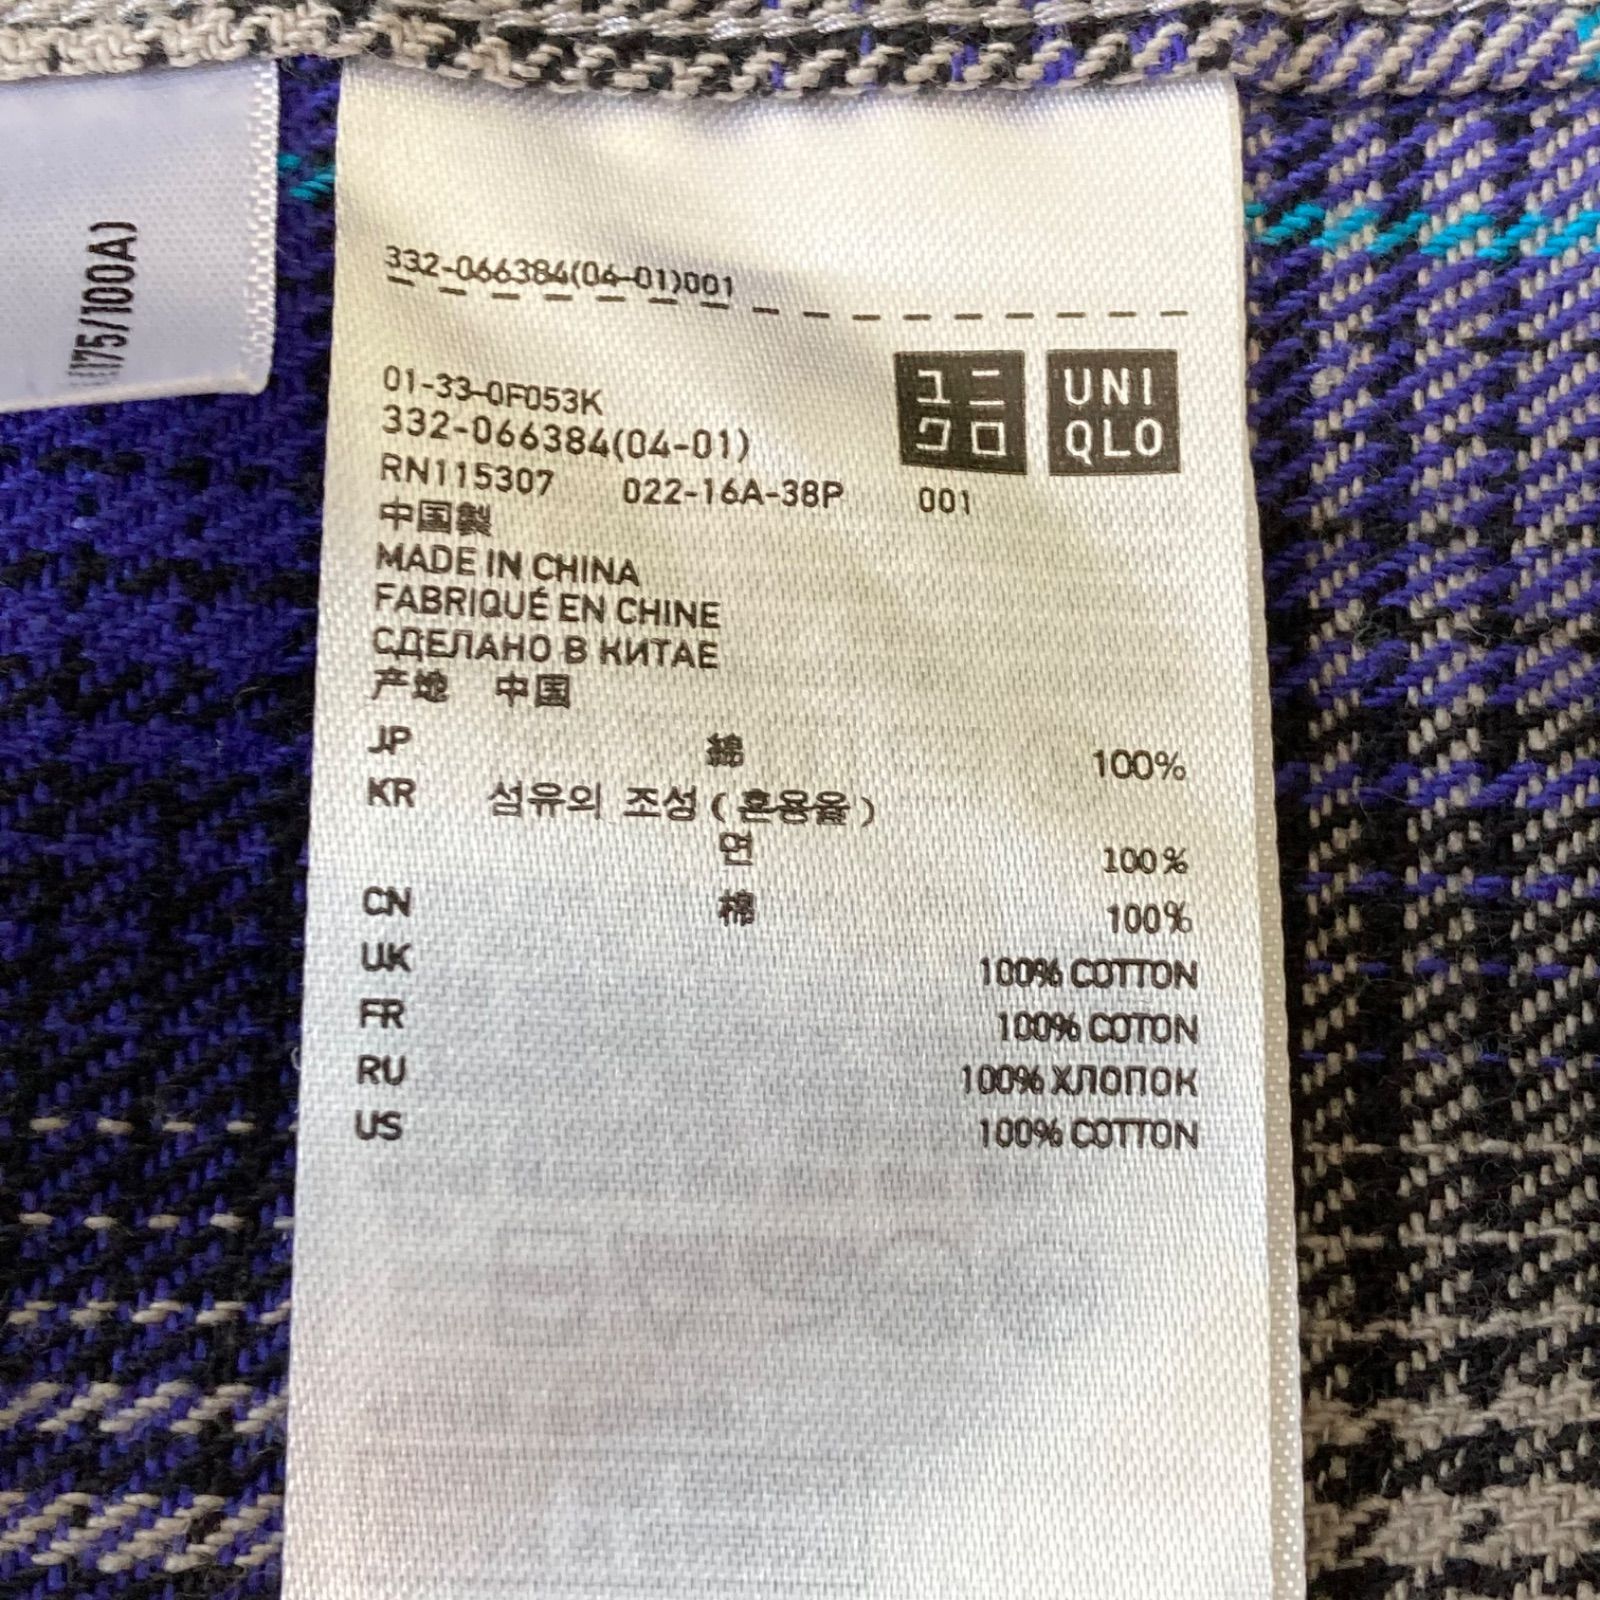 175/100A)
332-066384(04-01)001
ユニ
クロ
UNI
QLO
01-33-0F053K
332-066384(04-01)
RN115307 022-16A-38P 001
中国製
MADE IN CHINA
FABRIQUÉ EN CHINE
СДЕЛАНО В КИТАЕ
产地 中国
JP 綿 100%
KR 섬유의 조성 (혼용율)
면 100%
CN 棉 100%
UK 100% COTTON
FR 100% COTON
RU 100% ХЛОПОК
US 100% COTTON